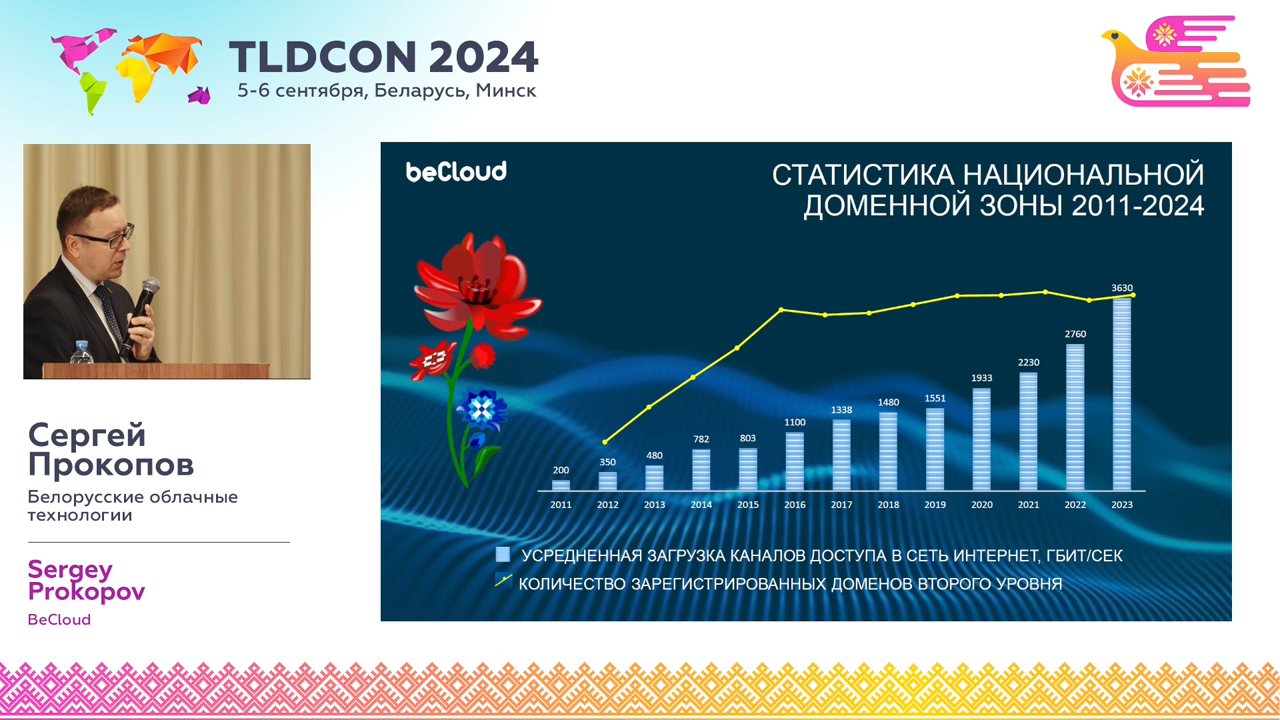 TLDCON 2024
5-6 сентября, Беларусь, Минск
Сергей
Прокопов
Белорусские облачные
технологии
Sergey
Prokopov
BeCloud
beCloud
СТАТИСТИКА НАЦИОНАЛЬНОЙ
ДОМЕННОЙ ЗОНЫ 2011-2024
200
350
480
782
803
1100
1338
1480
1551
1933
2230
2760
3630
2011 2012 2013 2014 2015 2016 2017 2018 2019 2020 2021 2022 2023
УСРЕДНЕННАЯ ЗАГРУЗКА КАНАЛОВ ДОСТУПА В СЕТЬ ИНТЕРНЕТ, ГБИТ/СЕК
КОЛИЧЕСТВО ЗАРЕГИСТРИРОВАННЫХ ДОМЕНОВ ВТОРОГО УРОВНЯ